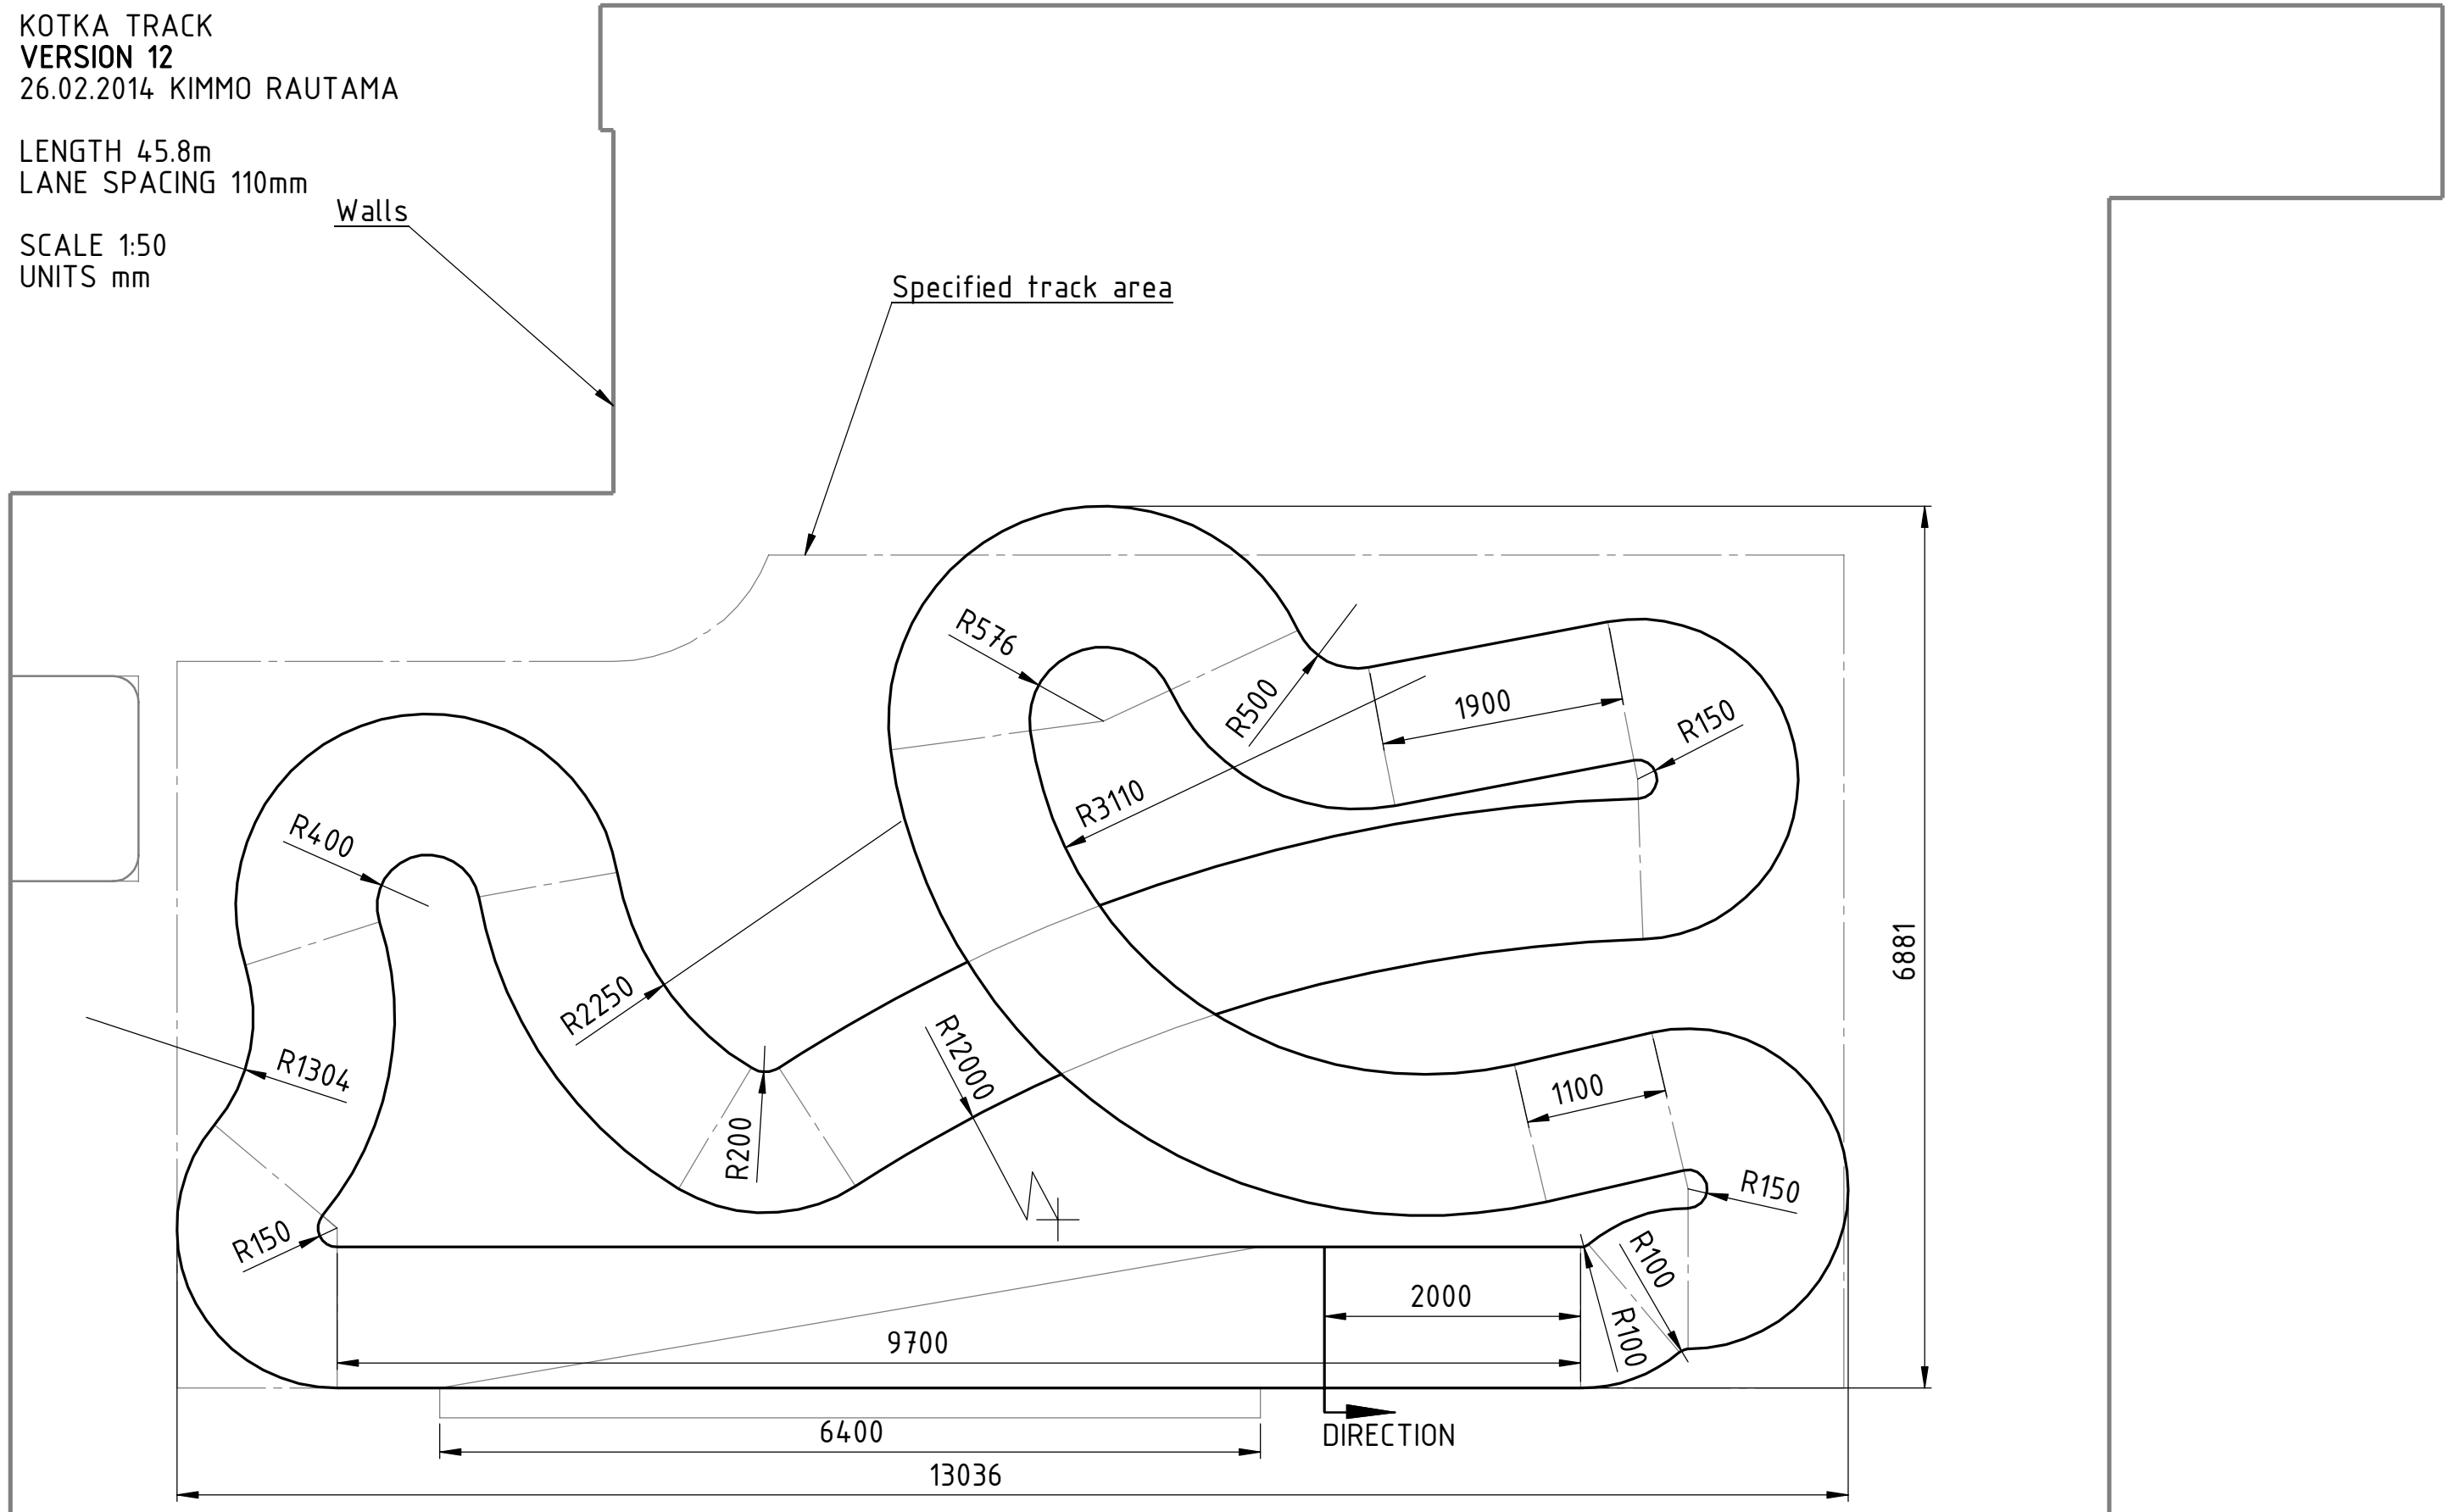 KOTKA TRACK
VERSION 12
26.02.2014 KIMMO RAUTAMA
LENGTH 45.8m
LANE SPACING 110mm
SCALE 1:50
UNITS mm
Walls
Specified track area
R576
R500
1900
R150
R3110
R400
R2250
R12000
6881
R1304
R200
1100
R150
R150
R100
R100
2000
9700
DIRECTION
6400
13036